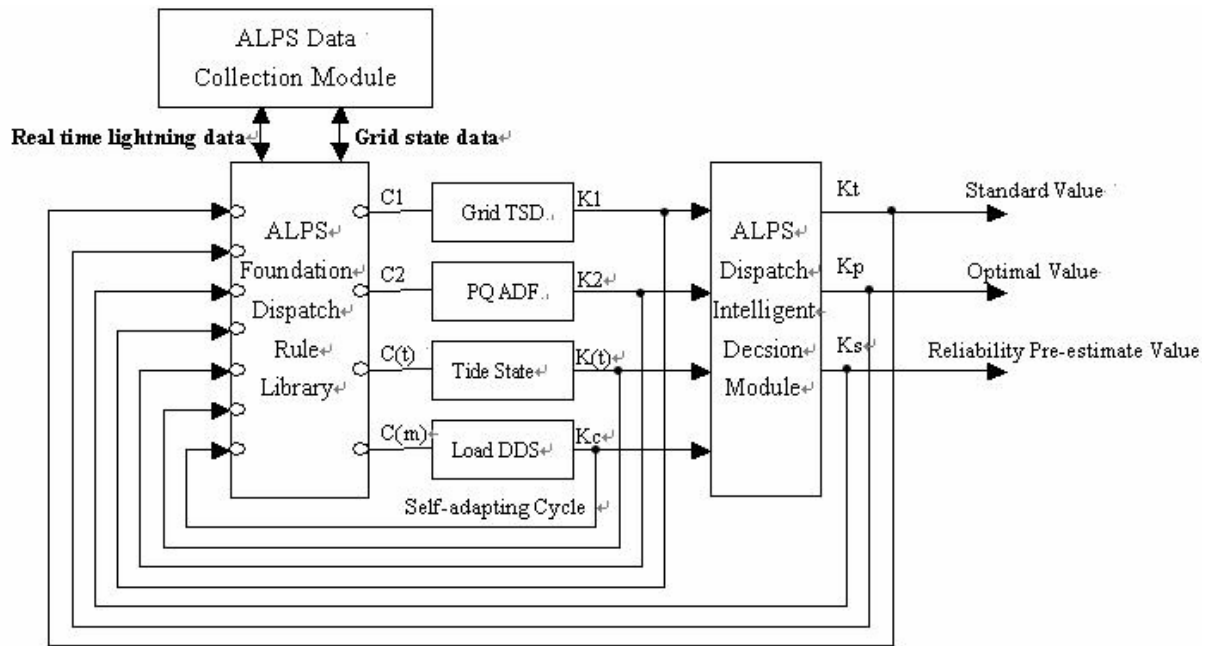 ALPS Data
Collection Module
Real time lightning data↵
Grid state data↵
ALPS↵
Foundation↵
Dispatch↵
Rule↵
Library↵
C1
Grid TSD
K1
C2
PQ ADF
K2↵
C(t)
Tide State↵
K(t)↵
C(m)↵
Load DDS↵
Kc↵
Self-adapting Cycle ↵
ALPS↵
Dispatch↵
Intelligent↵
Decsion
Module↵
Kt
Standard Value
Kp
Optimal Value↵
Ks↵
Reliability Pre-estimate Value